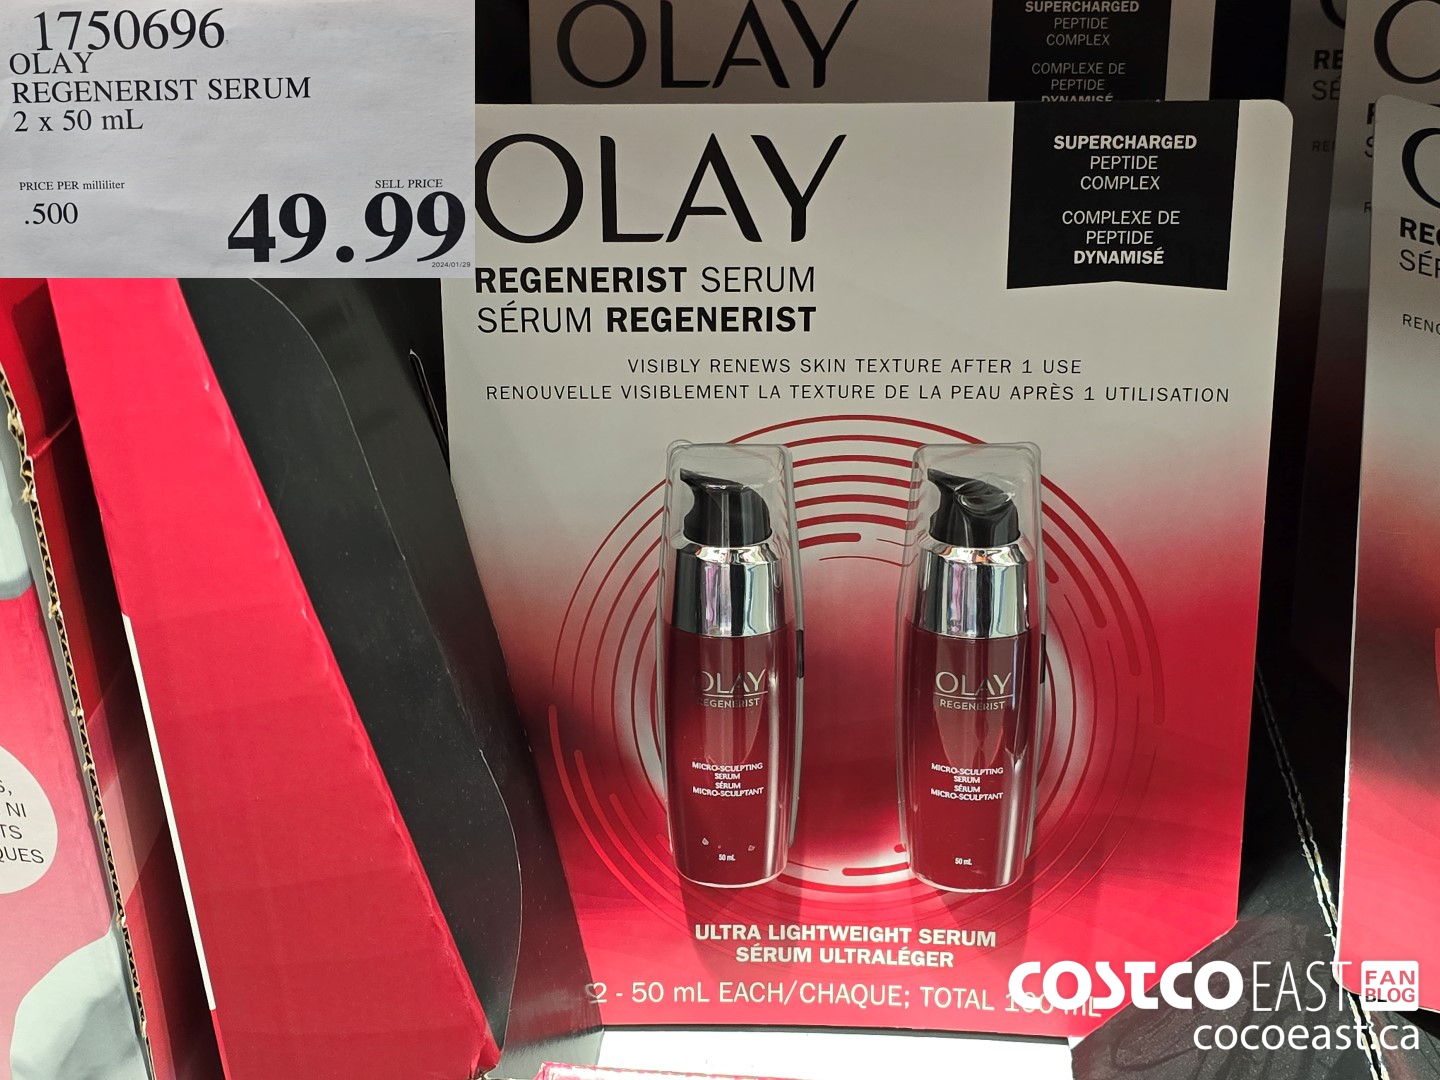 1750696
OLAY
REGENERIST SERUM
2 x 50 mL
PRICE PER milliliter
.500
SELL PRICE
49.99
2024/01/29
OLAY
SUPERCHARGED
PEPTIDE
COMPLEX
COMPLEXE DE
PEPTIDE
DYNAMISÉ
OLAY
SUPERCHARGED
PEPTIDE
COMPLEX
COMPLEXE DE
PEPTIDE
DYNAMISÉ
REGENERIST SERUM
SÉRUM REGENERIST
VISIBLY RENEWS SKIN TEXTURE AFTER 1 USE
RENOUVELLE VISIBLEMENT LA TEXTURE DE LA PEAU APRÈS 1 UTILISATION
OLAY
REGENERIST
MICRO-SCULPTING
SERUM
SÉRUM
MICRO-SCULPTANT
50 mL
OLAY
REGENERIST
MICRO-SCULPTING
SERUM
SÉRUM
MICRO-SCULPTANT
50 mL
ULTRA LIGHTWEIGHT SERUM
SÉRUM ULTRALÉGER
2 - 50 mL EACH/CHAQUE; TOTAL 100 mL
NI
COSTCO EAST FAN BLOG
cocoeast.ca